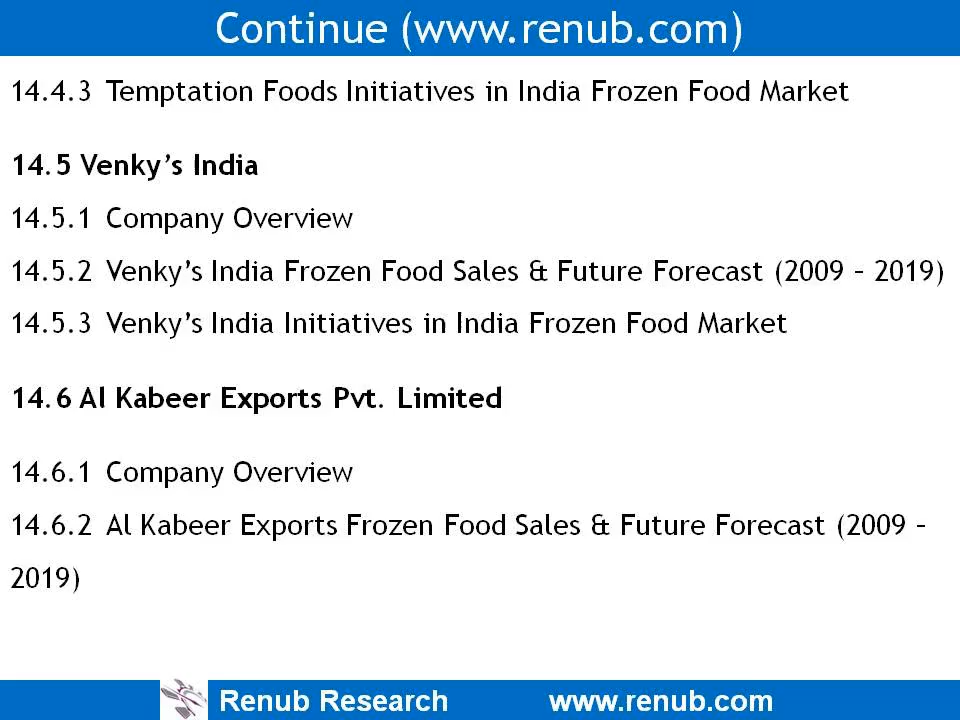 Continue (www.renub.com)
14.4.3 Temptation Foods Initiatives in India Frozen Food Market
14.5 Venky’s India
14.5.1 Company Overview
14.5.2 Venky’s India Frozen Food Sales & Future Forecast (2009 – 2019)
14.5.3 Venky’s India Initiatives in India Frozen Food Market
14.6 Al Kabeer Exports Pvt. Limited
14.6.1 Company Overview
14.6.2 Al Kabeer Exports Frozen Food Sales & Future Forecast (2009 –
2019)
Renub Research www.renub.com